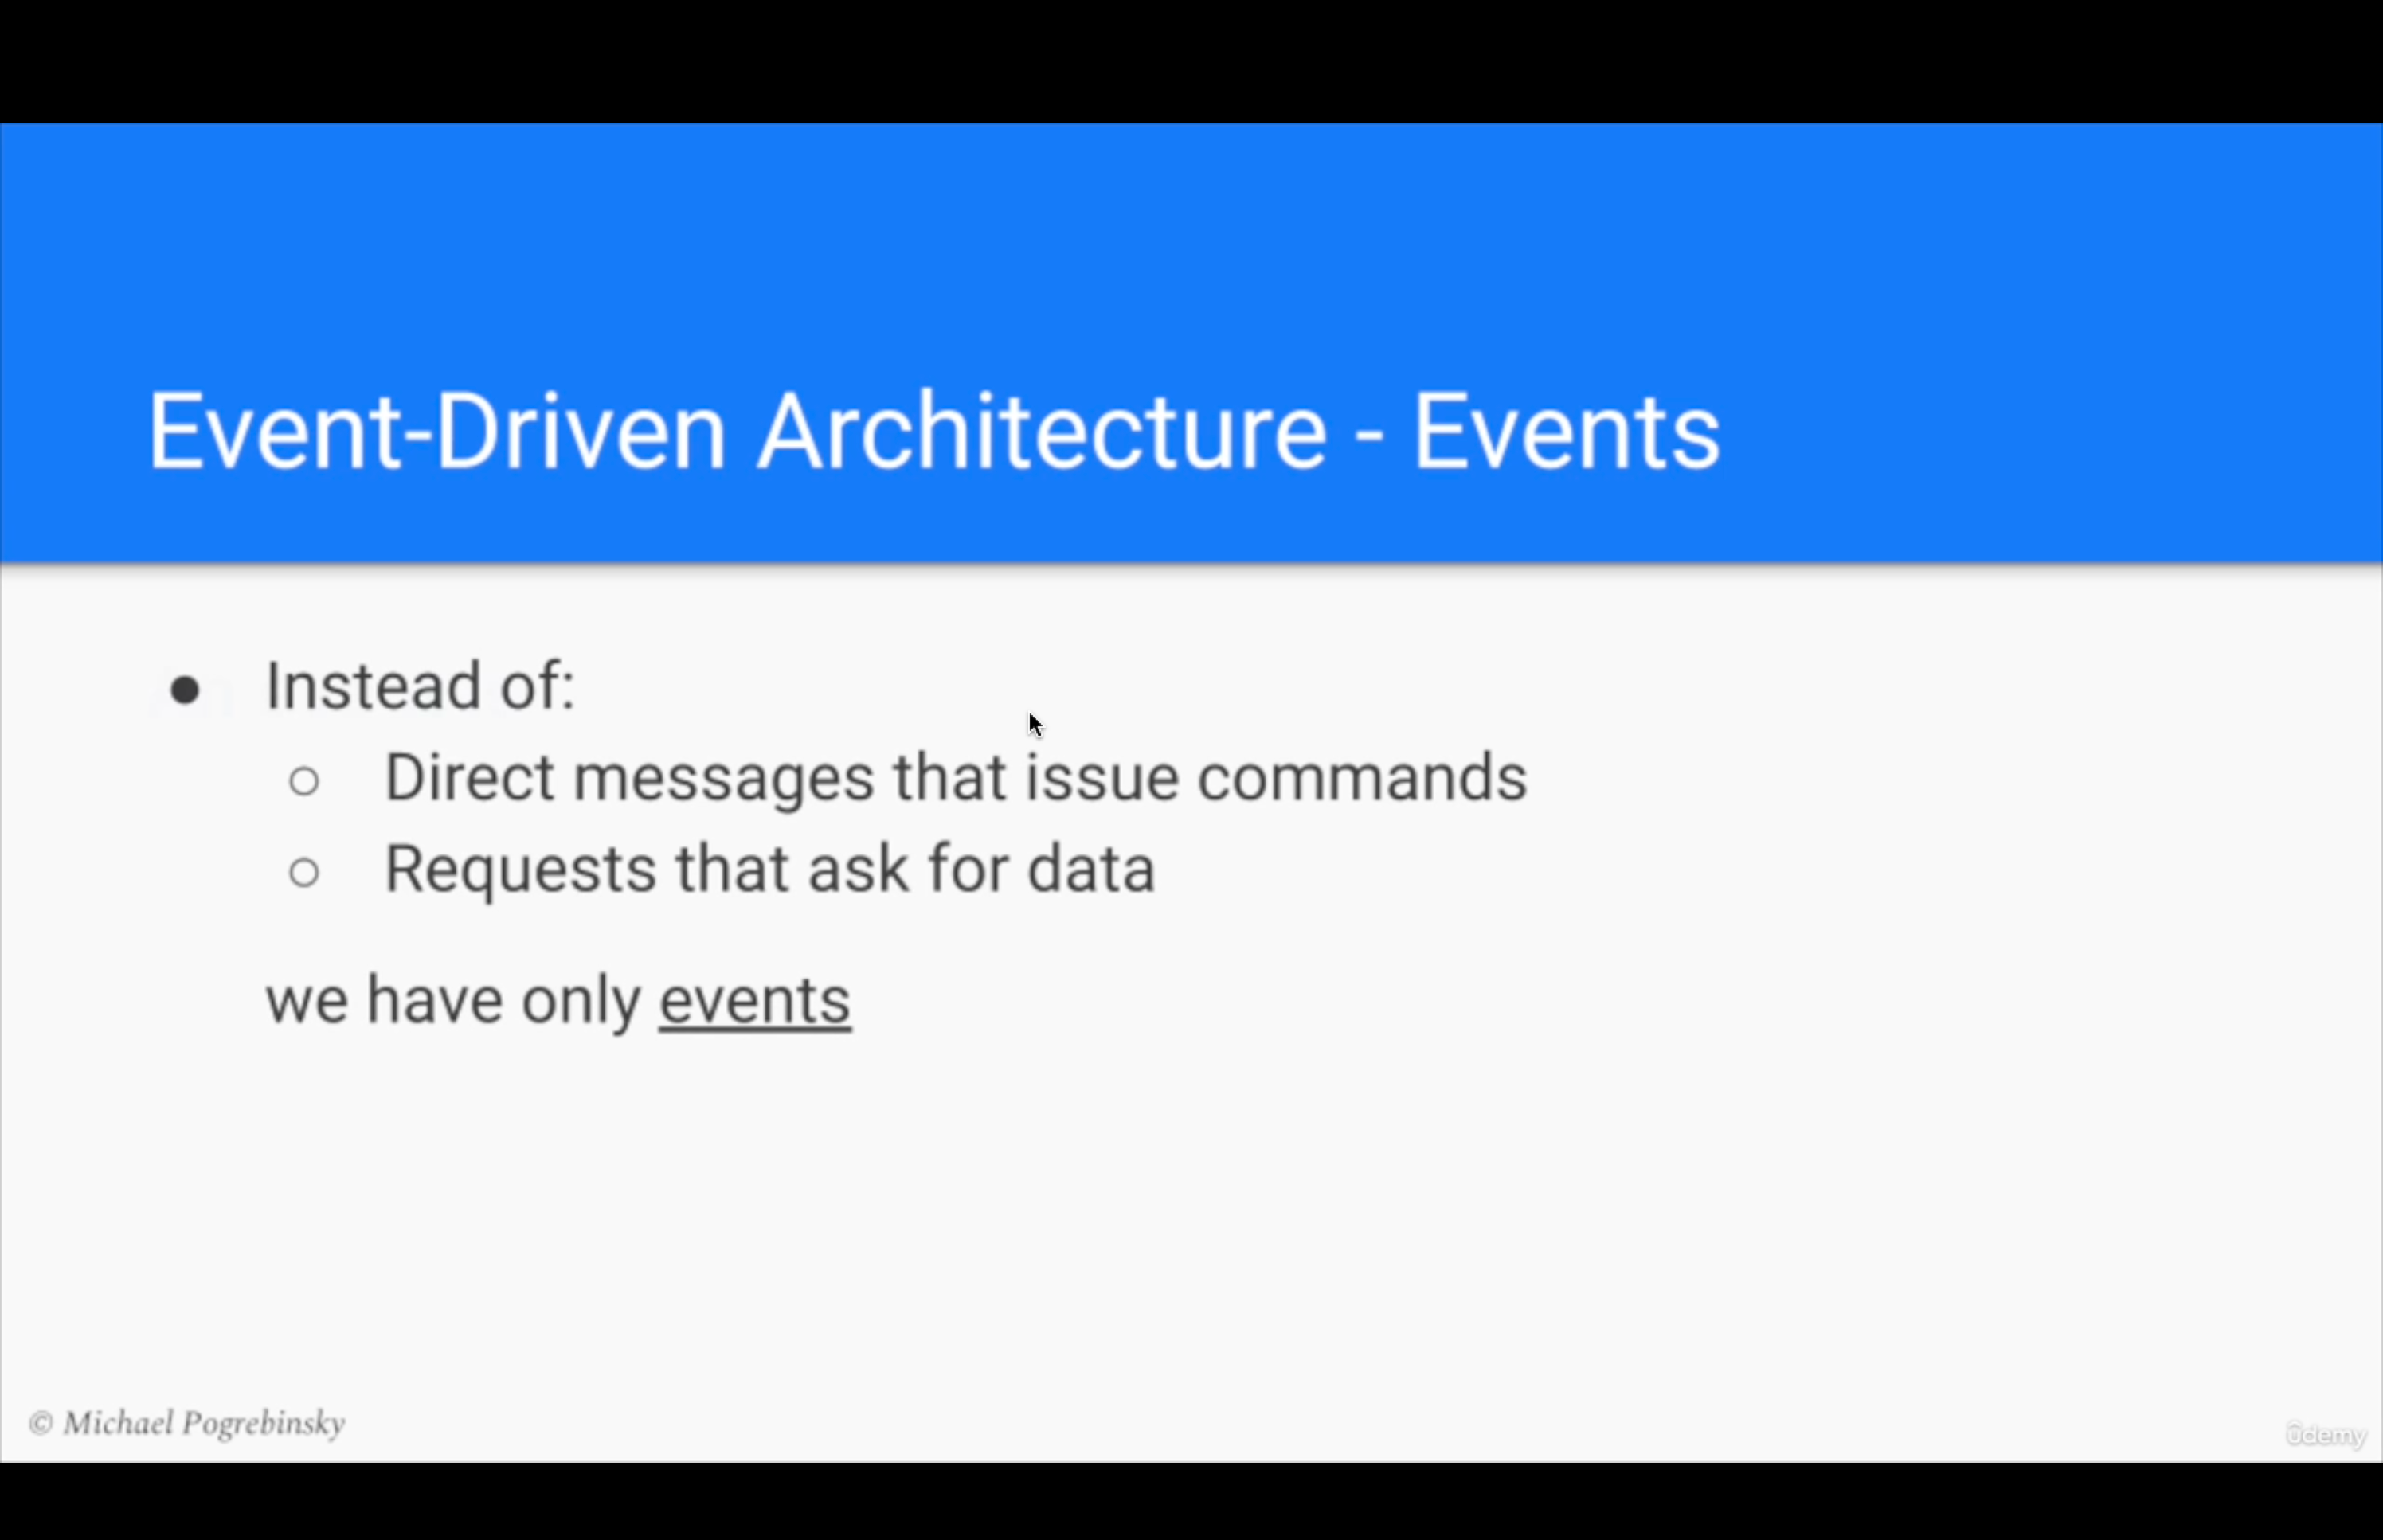 Event-Driven Architecture - Events
● Instead of:
○ Direct messages that issue commands
○ Requests that ask for data
we have only events
© Michael Pogrebinsky
ûdemy